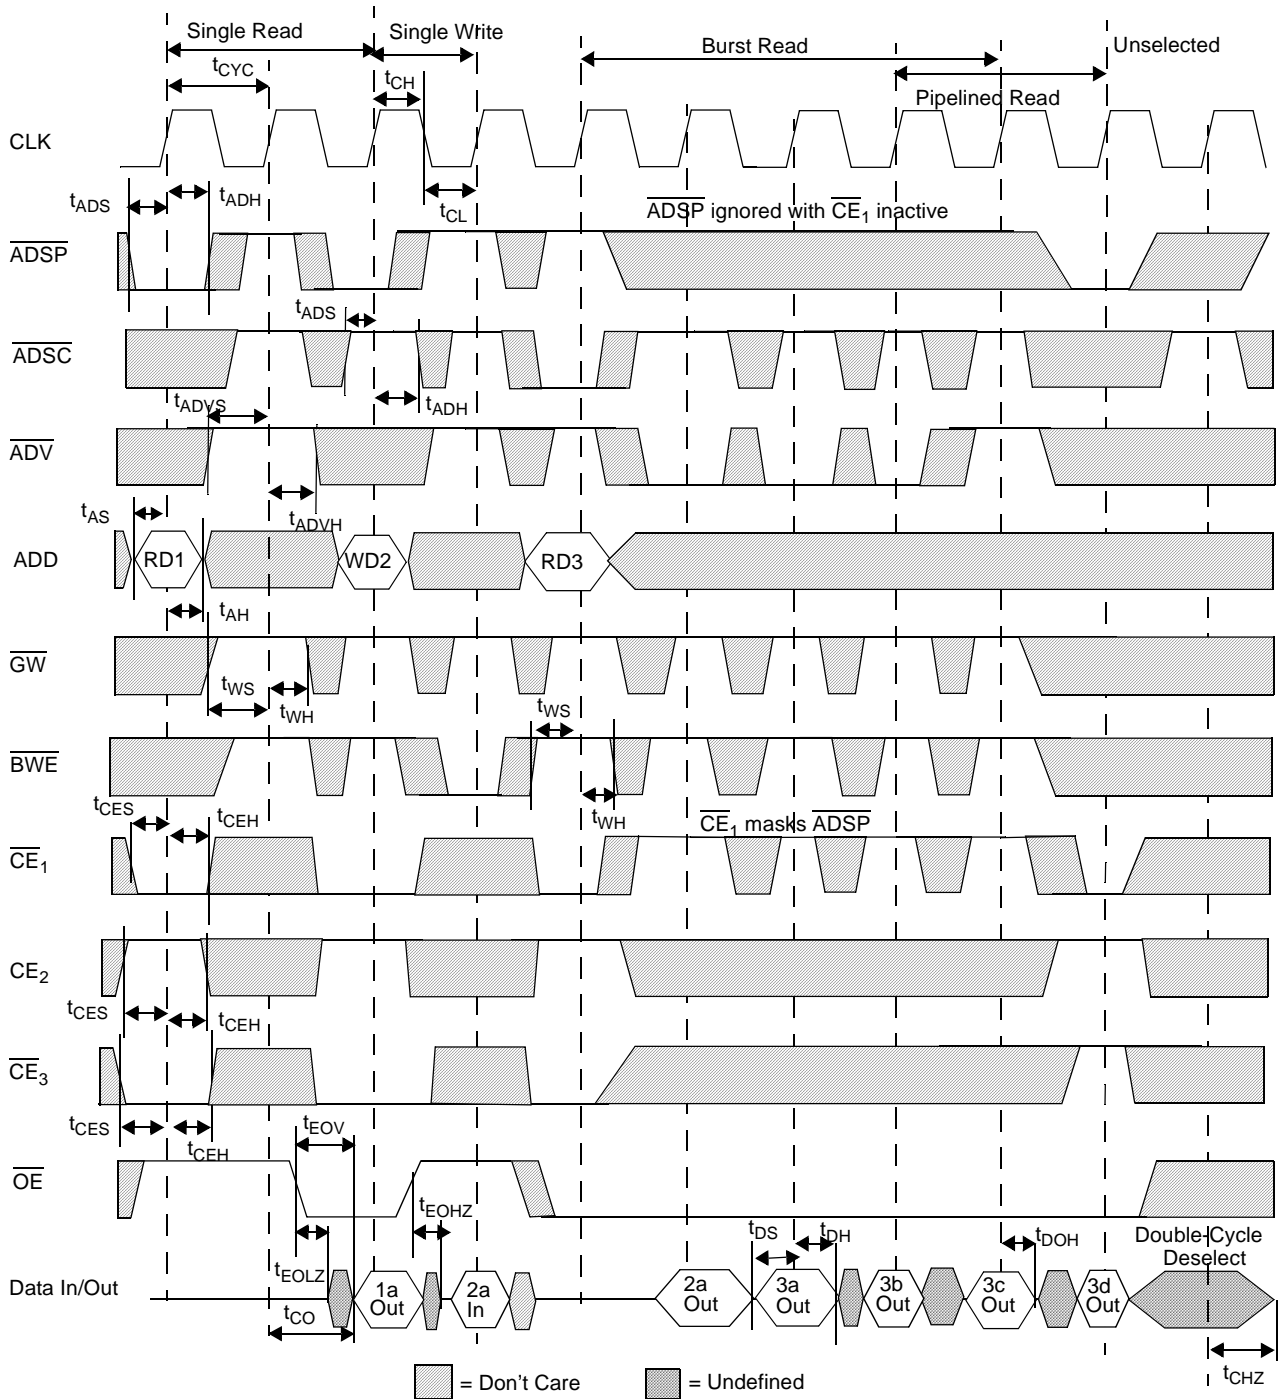 Single Read
Single Write
Burst Read
Unselected
tCYC
tCH
Pipelined Read
CLK
tADS
tADH
tCL
ADSP ignored with CE1 inactive
ADSP
tADS
ADSC
tADVS
tADH
ADV
tAS
tADVH
ADD
RD1
WD2
RD3
tAH
GW
tWS
tWH
tWS
BWE
tCES
tCEH
tWH
CE1 masks ADSP
CE1
CE2
tCES
tCEH
CE3
tCES
tCEH
tEOV
OE
tEOHZ
tDS
tDH
tDOH
Double-Cycle
Deselect
tEOLZ
Data In/Out
1a
Out
2a
In
2a
Out
3a
Out
3b
Out
3c
Out
3d
Out
tCO
tCHZ
= Don't Care
= Undefined